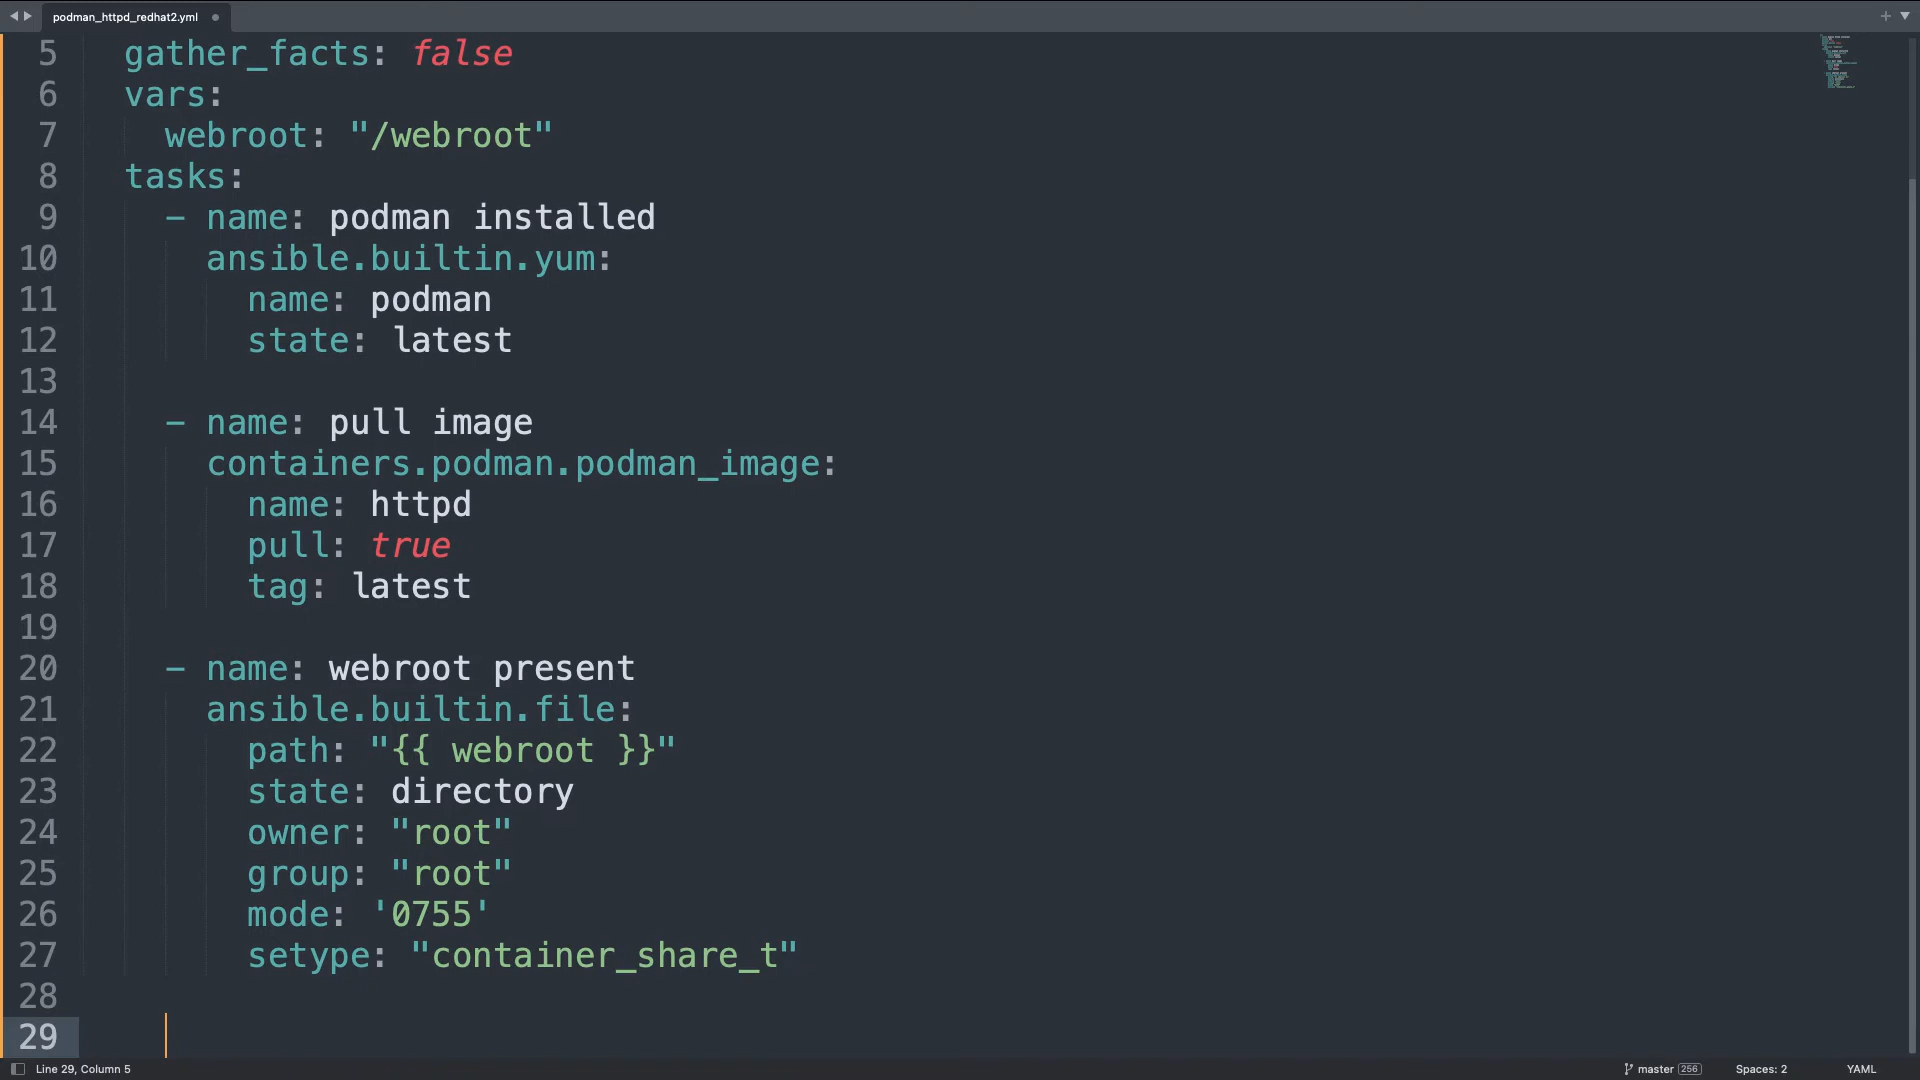 podman_httpd_redhat2.yml
5 gather_facts: false
6 vars:
7 webroot: "/webroot"
8 tasks:
9 - name: podman installed
10 ansible.builtin.yum:
11 name: podman
12 state: latest
13
14 - name: pull image
15 containers.podman.podman_image:
16 name: httpd
17 pull: true
18 tag: latest
19
20 - name: webroot present
21 ansible.builtin.file:
22 path: "{{ webroot }}"
23 state: directory
24 owner: "root"
25 group: "root"
26 mode: '0755'
27 setype: "container_share_t"
28
29
Line 29, Column 5 master 256 Spaces: 2 YAML